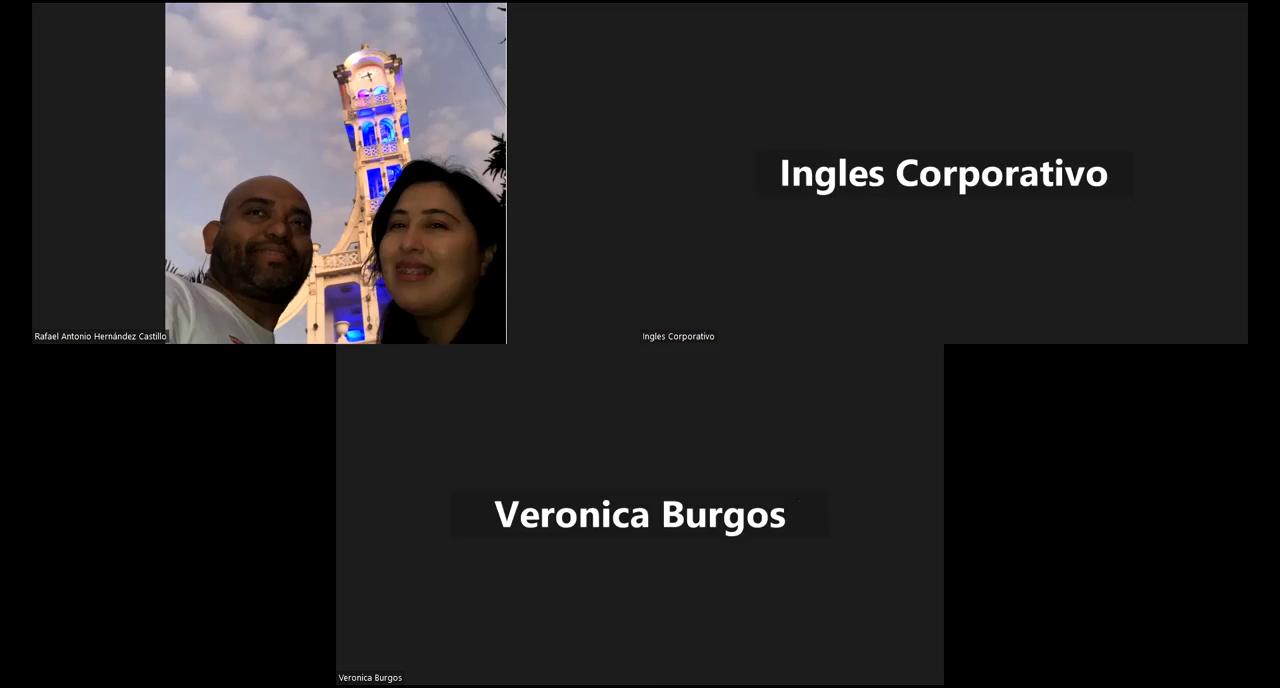 Ingles Corporativo
Rafael Antonio Hernández Castillo
Ingles Corporativo
Veronica Burgos
Veronica Burgos